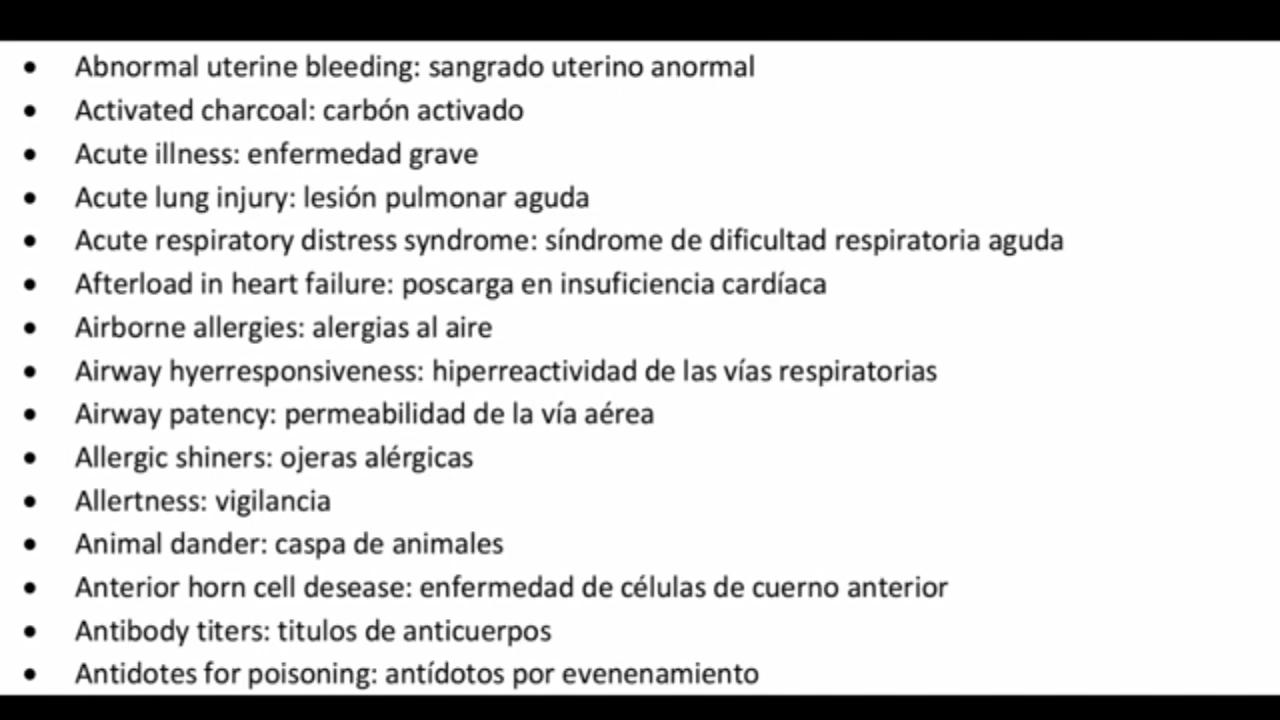 • Abnormal uterine bleeding: sangrado uterino anormal
• Activated charcoal: carbón activado
• Acute illness: enfermedad grave
• Acute lung injury: lesión pulmonar aguda
• Acute respiratory distress syndrome: síndrome de dificultad respiratoria aguda
• Afterload in heart failure: poscarga en insuficiencia cardíaca
• Airborne allergies: alergias al aire
• Airway hyerresponsiveness: hiperreactividad de las vías respiratorias
• Airway patency: permeabilidad de la vía aérea
• Allergic shiners: ojeras alérgicas
• Allertness: vigilancia
• Animal dander: caspa de animales
• Anterior horn cell desease: enfermedad de células de cuerno anterior
• Antibody titers: titulos de anticuerpos
• Antidotes for poisoning: antídotos por evenenamiento